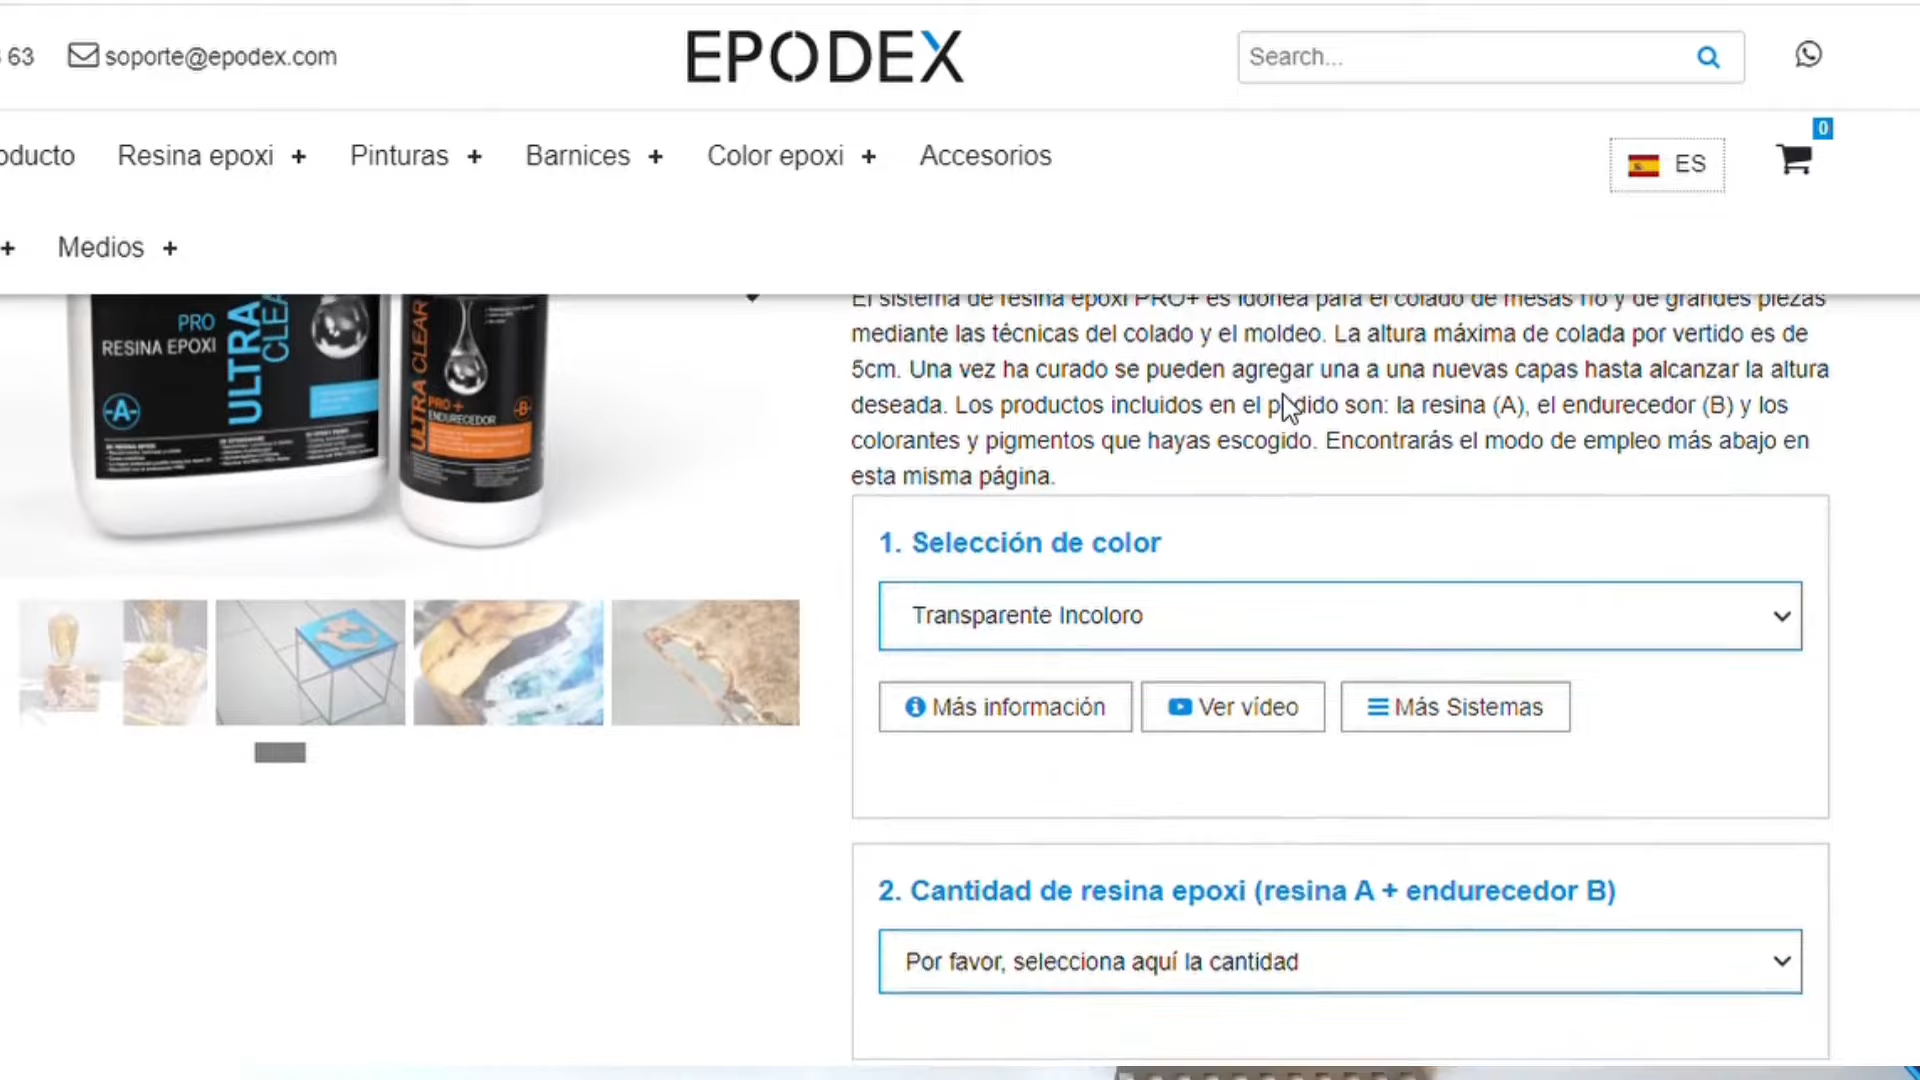 63 soporte@epodex.com
EPODEX
Search...
oducto Resina epoxi + Pinturas + Barnices + Color epoxi + Accesorios
ES
0
+ Medios +
PRO
RESINA EPOXI
ULTRA
CLEA
-A-
ULTRA CLEAR
PRO +
ENDURECEDOR
-B-
El sistema de resina epoxi PRO+ es idónea para el colado de mesas río y de grandes piezas
mediante las técnicas del colado y el moldeo. La altura máxima de colada por vertido es de
5cm. Una vez ha curado se pueden agregar una a una nuevas capas hasta alcanzar la altura
deseada. Los productos incluidos en el pedido son: la resina (A), el endurecedor (B) y los
colorantes y pigmentos que hayas escogido. Encontrarás el modo de empleo más abajo en
esta misma página.
1. Selección de color
Transparente Incoloro
Más información Ver vídeo Más Sistemas
2. Cantidad de resina epoxi (resina A + endurecedor B)
Por favor, selecciona aquí la cantidad